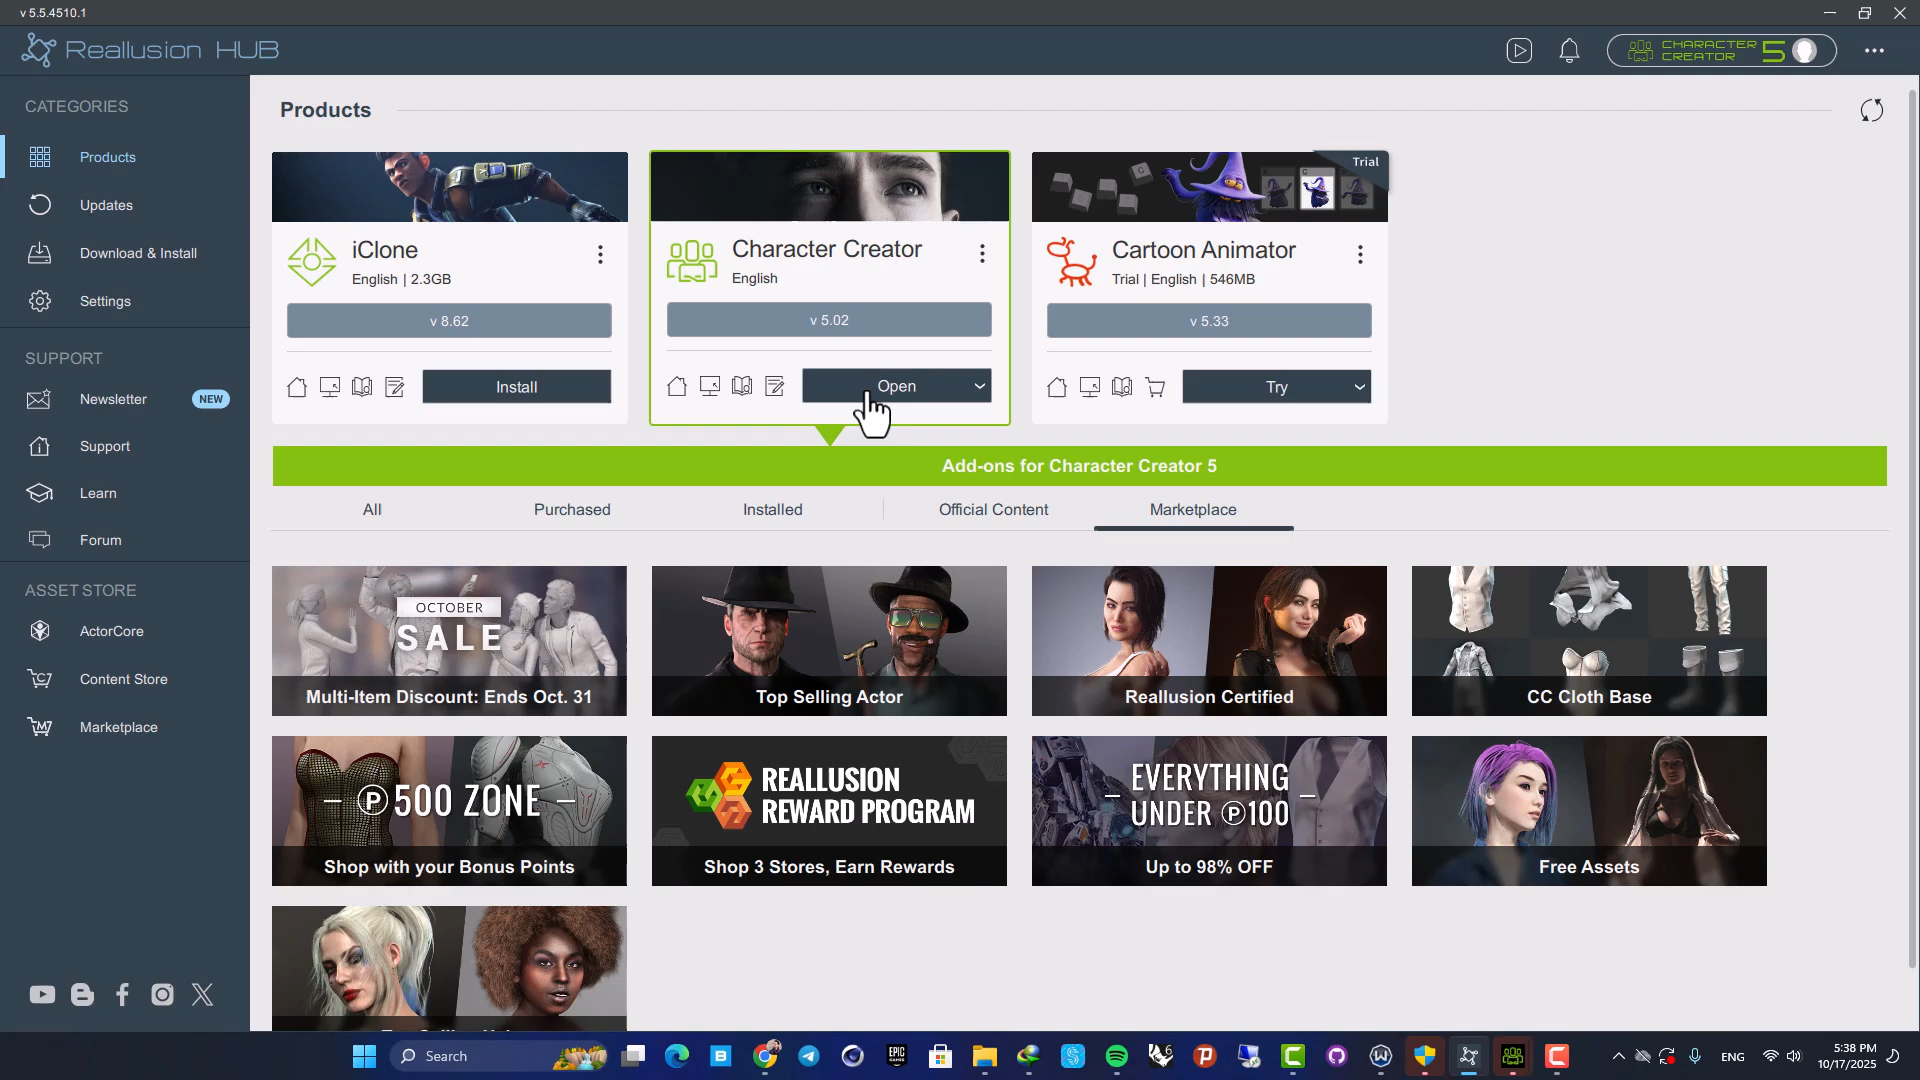 v 5.5.4510.1
Reallusion HUB
CHARACTER
CREATOR 5
CATEGORIES
Products
Updates
Download & Install
Settings
SUPPORT
Newsletter NEW
Support
Learn
Forum
ASSET STORE
ActorCore
Content Store
Marketplace
Products
iClone
English | 2.3GB
v 8.62
Install
Character Creator
English
v 5.02
Open
Trial
Cartoon Animator
Trial | English | 546MB
v 5.33
Try
Add-ons for Character Creator 5
All
Purchased
Installed
Official Content
Marketplace
OCTOBER
SALE
Multi-Item Discount: Ends Oct. 31
Top Selling Actor
Reallusion Certified
CC Cloth Base
P 500 ZONE
Shop with your Bonus Points
REALLUSION
REWARD PROGRAM
Shop 3 Stores, Earn Rewards
EVERYTHING
UNDER P100
Up to 98% OFF
Free Assets
Search
EPIC
GAMES
ENG
5:38 PM
10/17/2025